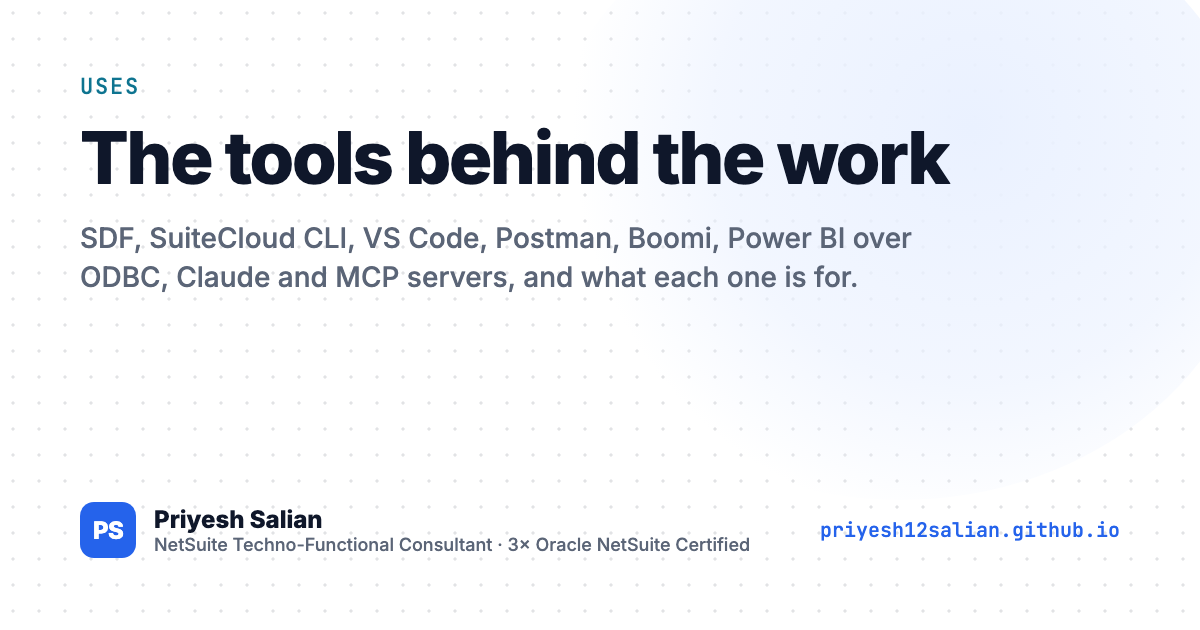 USES
The tools behind the work
SDF, SuiteCloud CLI, VS Code, Postman, Boomi, Power BI over
ODBC, Claude and MCP servers, and what each one is for.
PS
Priyesh Salian
NetSuite Techno-Functional Consultant · 3× Oracle NetSuite Certified
priyesh12salian.github.io